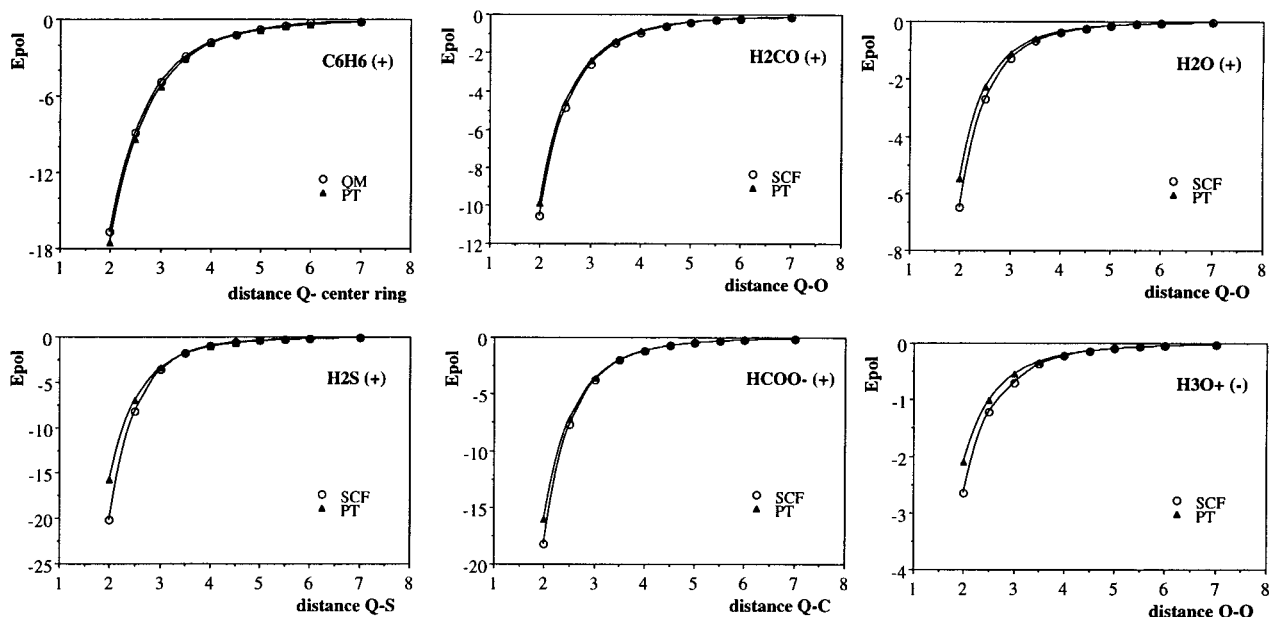 0
-6
-12
-18
Epol
C6H6 (+)
QM
PT
1 2 3 4 5 6 7 8
distance Q- center ring
0
-2
-4
-6
-8
-10
-12
Epol
H2CO (+)
SCF
PT
1 2 3 4 5 6 7 8
distance Q-O
0
-2
-4
-6
-8
Epol
H2O (+)
SCF
PT
1 2 3 4 5 6 7 8
distance Q-O
0
-5
-10
-15
-20
-25
Epol
H2S (+)
SCF
PT
1 2 3 4 5 6 7 8
distance Q-S
0
-5
-10
-15
-20
Epol
HCOO- (+)
SCF
PT
1 2 3 4 5 6 7 8
distance Q-C
0
-1
-2
-3
-4
Epol
H3O+ (-)
SCF
PT
1 2 3 4 5 6 7 8
distance Q-O